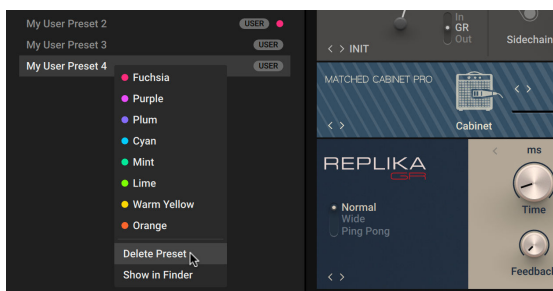 My User Preset 2 USER
My User Preset 3 USER
My User Preset 4 USER
Fuchsia
Purple
Plum
Cyan
Mint
Lime
Warm Yellow
Orange
Delete Preset
Show in Finder
In
GR
Out
Sidechain
< > INIT
MATCHED CABINET PRO
< >
< > Cabinet
REPLIKA
GR
Normal
Wide
Ping Pong
< >
< ms
Time
Feedback